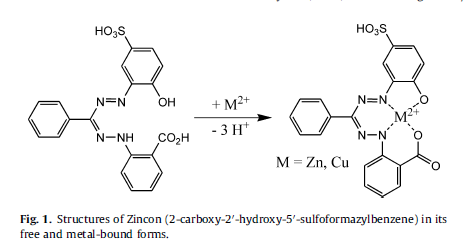 HO₃S
HO₃S
N=N
OH
N–NH
CO₂H
+ M²⁺
- 3 H⁺
N=N
O
M²⁺
N–N
O
O
M = Zn, Cu
Fig. 1. Structures of Zincon (2-carboxy-2′-hydroxy-5′-sulfoformazylbenzene) in its
free and metal-bound forms.